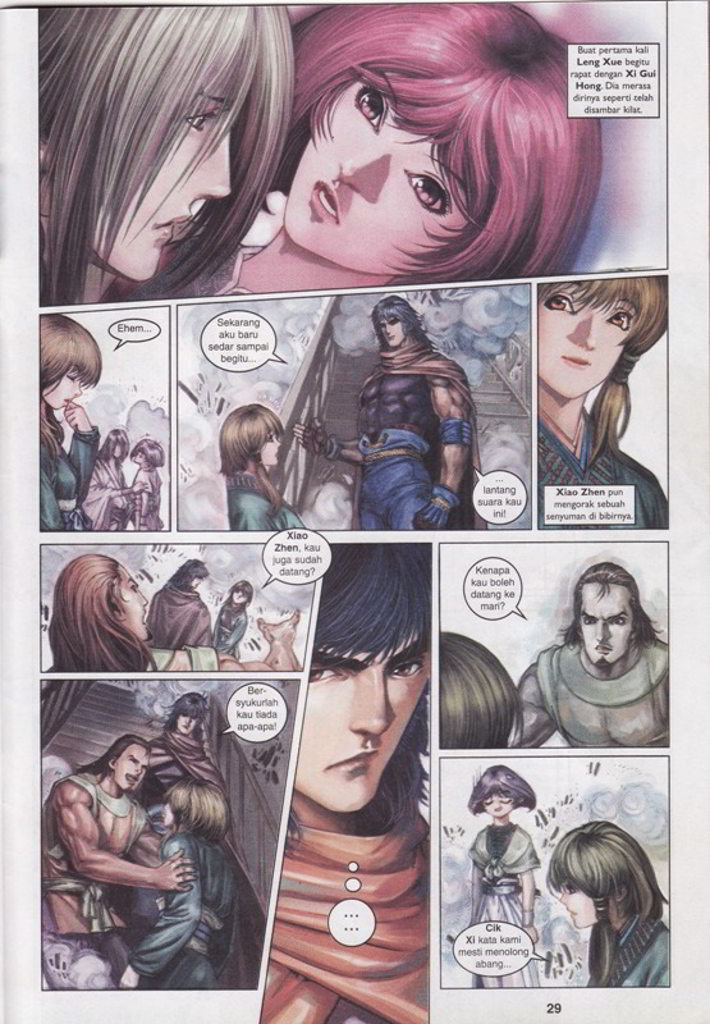 Buat pertama kali
Leng Xue begitu
rapat dengan Xi Gui
Hong. Dia merasa
dirinya seperti telah
disambar kilat.
Ehem...
Sekarang
aku baru
sedar sampai
begitu...
...
lantang
suara kau
ini!
Xiao Zhen pun
mengorak sebuah
senyuman di bibirnya.
Xiao
Zhen, kau
juga sudah
datang?
Ber-
syukurlah
kau tiada
apa-apa!
...
...
Kenapa
kau boleh
datang ke
mari?
Cik
Xi kata kami
mesti menolong
abang...
29